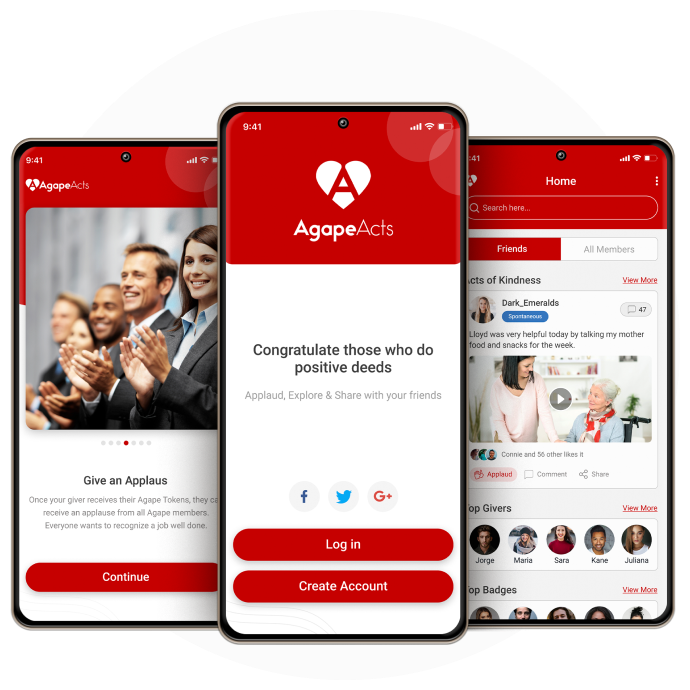 9:41
AgapeActs
Give an Applaus
Once your giver receives their Agape Tokens, they
receive an applause from all Agape members.
Everyone wants to recognize a job well done.
Continue
9:41
AgapeActs
Congratulate those who do
positive deeds
Applaud, Explore & Share with your friends
f
G+
Log in
Create Account
:41
Home
Search here...
Friends
All Members
cts of Kindness
View More
Dark_Emeralds
Spontaneous
47
Lloyd was very helpful today by talking my mother
food and snacks for the week.
Connie and 56 other likes it
Applaud
Comment
Share
op Givers
View More
Jorge
Maria
Sara
Kane
Juliana
op Badges
View More